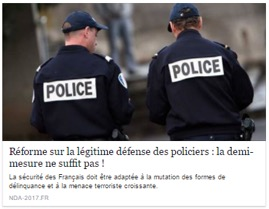 POLICE
POLICE
Réforme sur la légitime défense des policiers : la demi-
mesure ne suffit pas !
La sécurité des Français doit être adaptée à la mutation des formes de
délinquance et à la menace terroriste croissante.
NDA-2017.FR